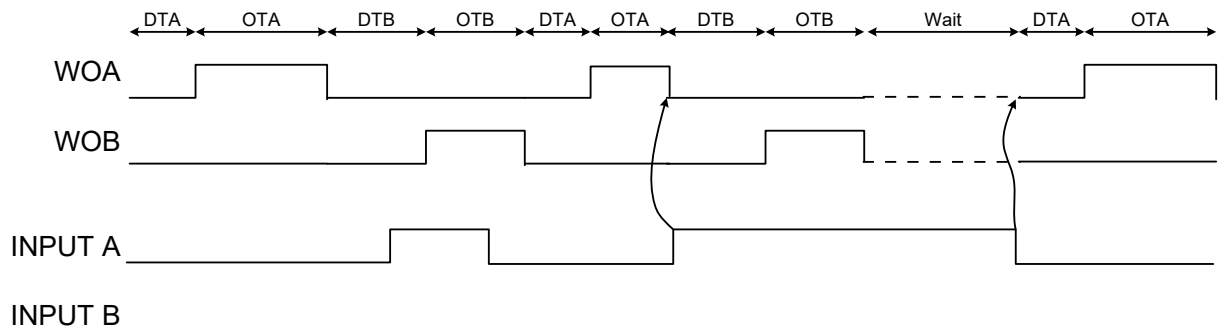 DTA OTA DTB OTB DTA OTA DTB OTB Wait DTA OTA
WOA
WOB
INPUT A
INPUT B